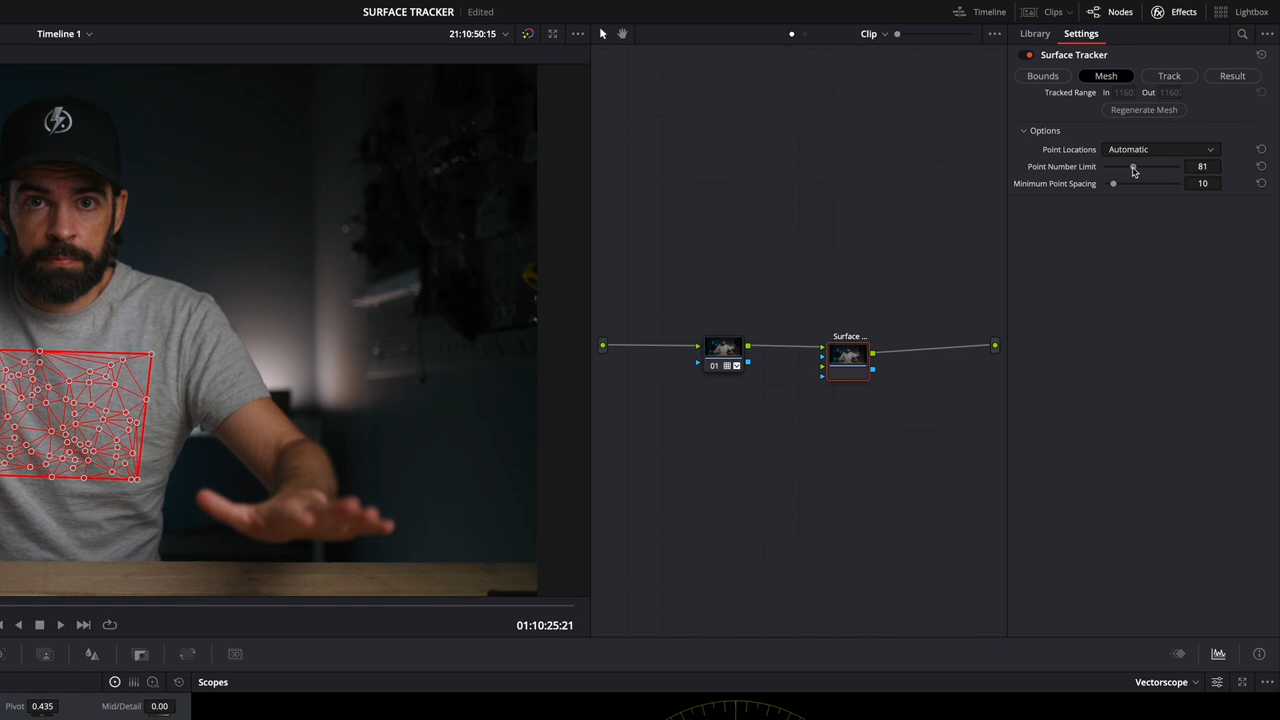 SURFACE TRACKER Edited
Timeline Clips Nodes Effects Lightbox
Timeline 1 21:10:50:15 Clip Library Settings
Surface Tracker
Bounds Mesh Track Result
Tracked Range In 1160 Out 1160
Regenerate Mesh
Options
Point Locations Automatic
Point Number Limit 81
Minimum Point Spacing 10
Surface ...
01
01:10:25:21
Scopes Vectorscope
Pivot 0.435 Mid/Detail 0.00